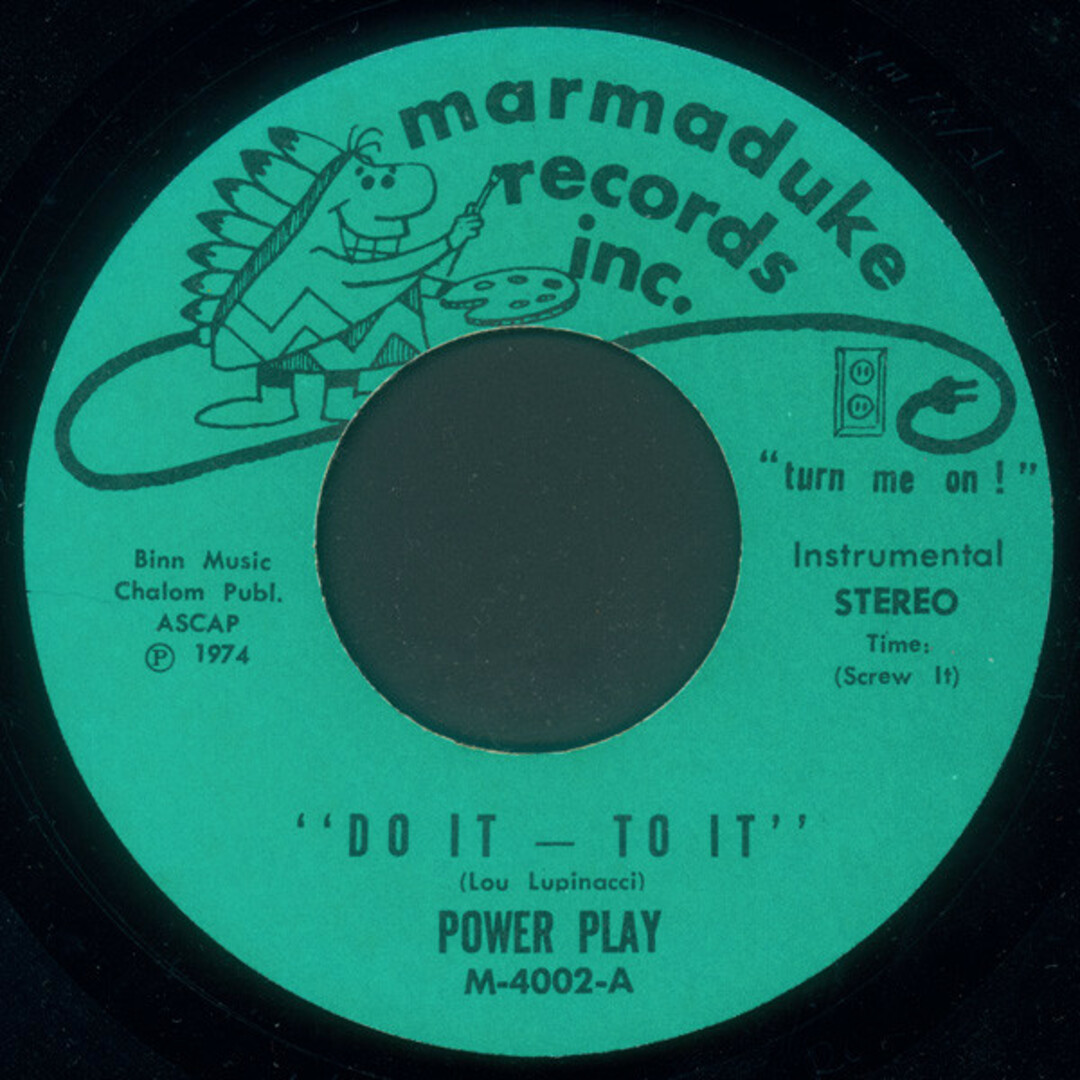 marmaduke
records
inc.
“turn me on!”
Binn Music
Chalom Publ.
ASCAP
Ⓟ 1974
Instrumental
STEREO
Time:
(Screw It)
“DO IT — TO IT”
(Lou Lupinacci)
POWER PLAY
M-4002-A